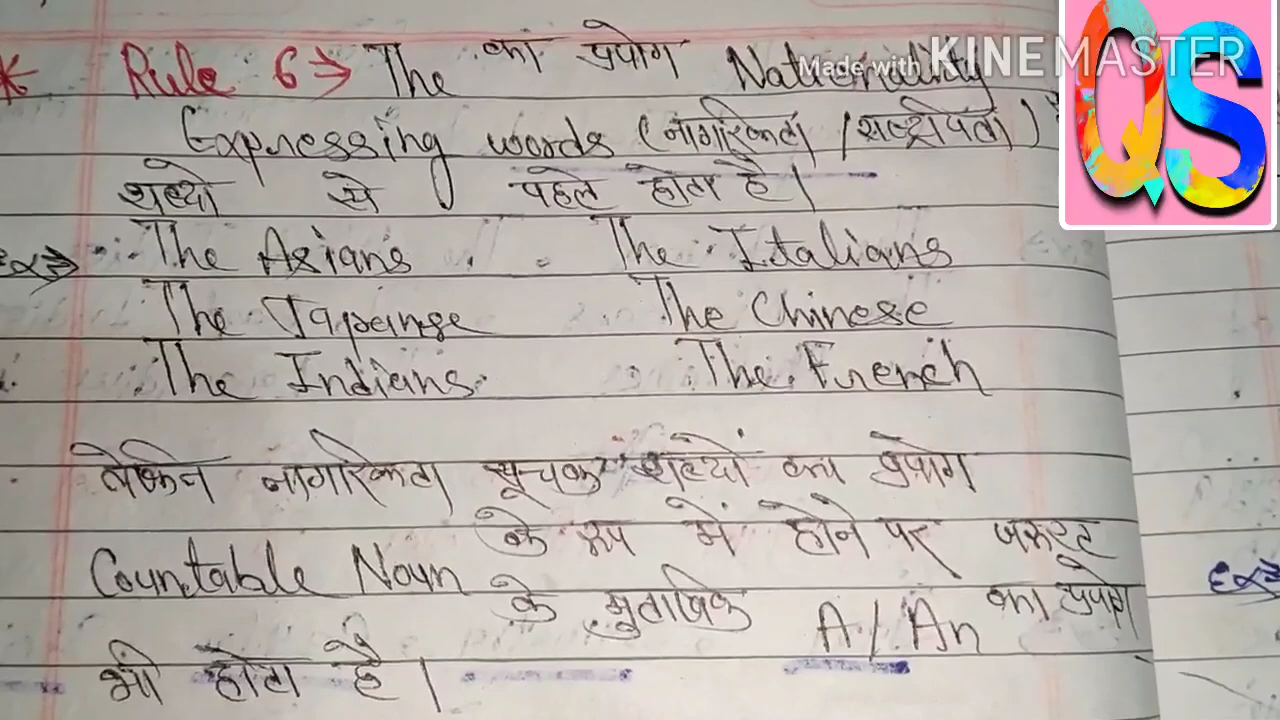 Rule 6 ⇒ The का प्रयोग Nationality
Made with KINEMASTER
QS
Expressing words (नागरिकता / राष्ट्रीयता)
शब्दो से पहले होता है।
Ex ⇒ The Asians The Italians
The Japanse The Chinese
The Indians The French
लेकिन नागरिकता सूचक शब्दों का प्रयोग
Countable Noun के रूप में होने पर जरूरत
के मुताबिक A / An का प्रयोग
भी होता है।
Ex ⇒